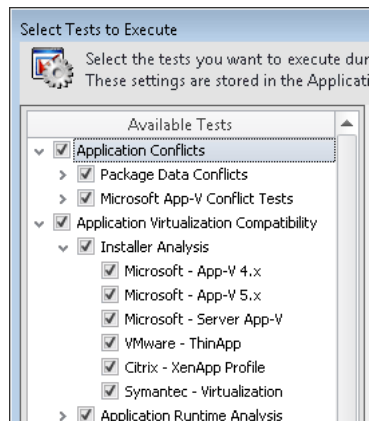 Select Tests to Execute
Select the tests you want to execute dur
These settings are stored in the Applicati
Available Tests
Application Conflicts
Package Data Conflicts
Microsoft App-V Conflict Tests
Application Virtualization Compatibility
Installer Analysis
Microsoft - App-V 4.x
Microsoft - App-V 5.x
Microsoft - Server App-V
VMware - ThinApp
Citrix - XenApp Profile
Symantec - Virtualization
Application Runtime Analysis